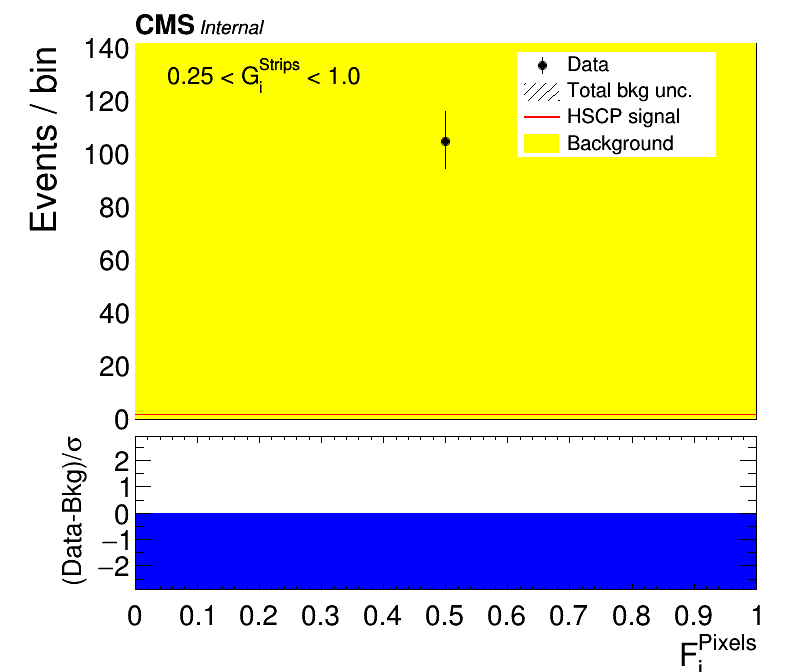 CMS Internal
Events / bin
140
120
100
80
60
40
20
0
0.25 < G_i^Strips < 1.0
Data
Total bkg unc.
HSCP signal
Background
(Data-Bkg)/σ
2
1
0
−1
−2
0 0.1 0.2 0.3 0.4 0.5 0.6 0.7 0.8 0.9 1
F_i^Pixels